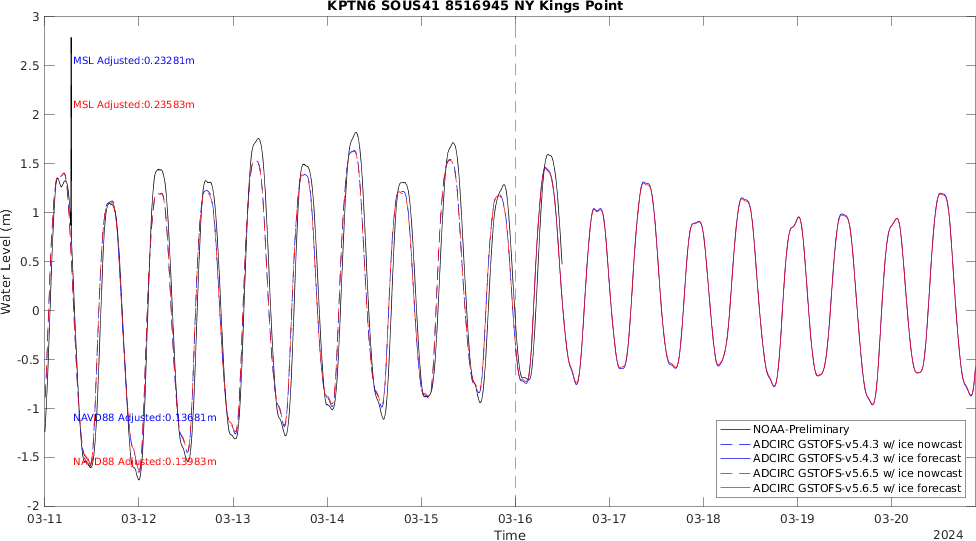 KPTN6 SOUS41 8516945 NY Kings Point
3
2.5
2
1.5
1
0.5
0
-0.5
-1
-1.5
-2
Water Level (m)
MSL Adjusted:0.23281m
MSL Adjusted:0.23583m
NAVD88 Adjusted:0.13681m
NAVD88 Adjusted:0.13983m
NOAA-Preliminary
ADCIRC GSTOFS-v5.4.3 w/ ice nowcast
ADCIRC GSTOFS-v5.4.3 w/ ice forecast
ADCIRC GSTOFS-v5.6.5 w/ ice nowcast
ADCIRC GSTOFS-v5.6.5 w/ ice forecast
03-11 03-12 03-13 03-14 03-15 03-16 03-17 03-18 03-19 03-20
Time
2024